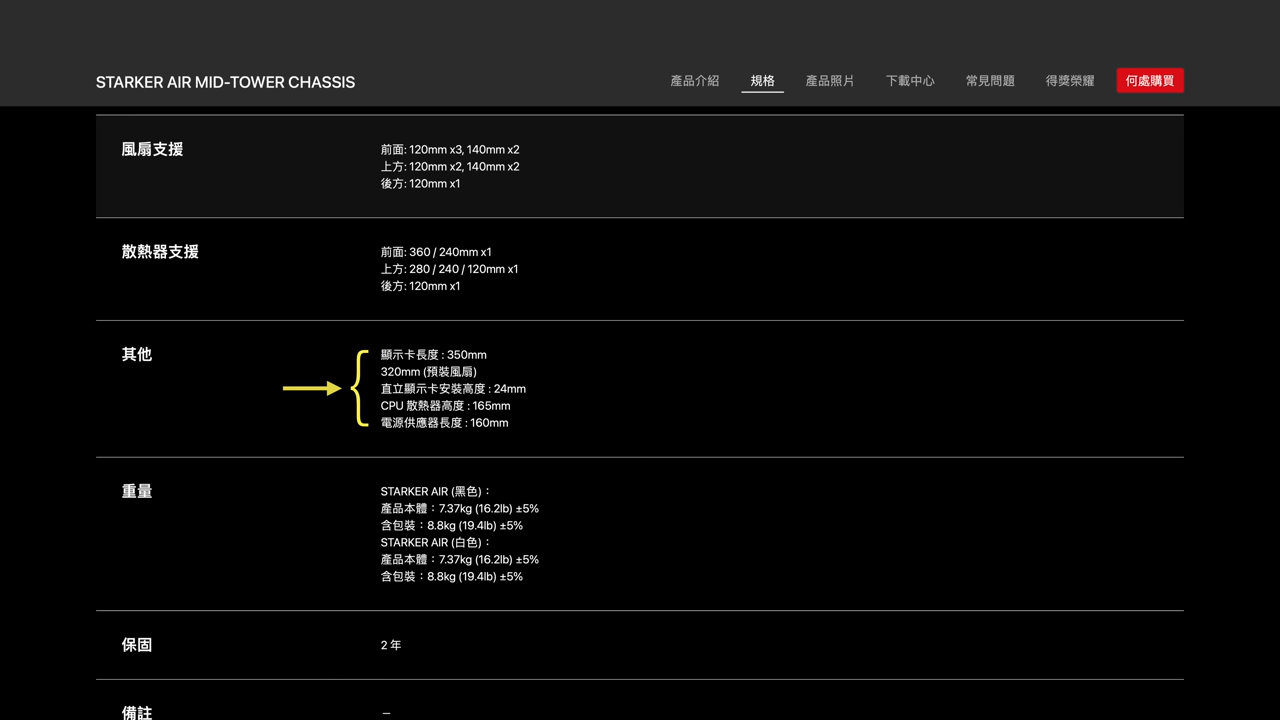 STARKER AIR MID-TOWER CHASSIS
產品介紹 規格 產品照片 下載中心 常見問題 得獎榮耀 何處購買
風扇支援
前面: 120mm x3, 140mm x2
上方: 120mm x2, 140mm x2
後方: 120mm x1
散熱器支援
前面: 360 / 240mm x1
上方: 280 / 240 / 120mm x1
後方: 120mm x1
其他
顯示卡長度 : 350mm
320mm (預裝風扇)
直立顯示卡安裝高度 : 24mm
CPU 散熱器高度 : 165mm
電源供應器長度 : 160mm
重量
STARKER AIR (黑色)：
產品本體：7.37kg (16.2lb) ±5%
含包裝：8.8kg (19.4lb) ±5%
STARKER AIR (白色)：
產品本體：7.37kg (16.2lb) ±5%
含包裝：8.8kg (19.4lb) ±5%
保固
2 年
備註
–